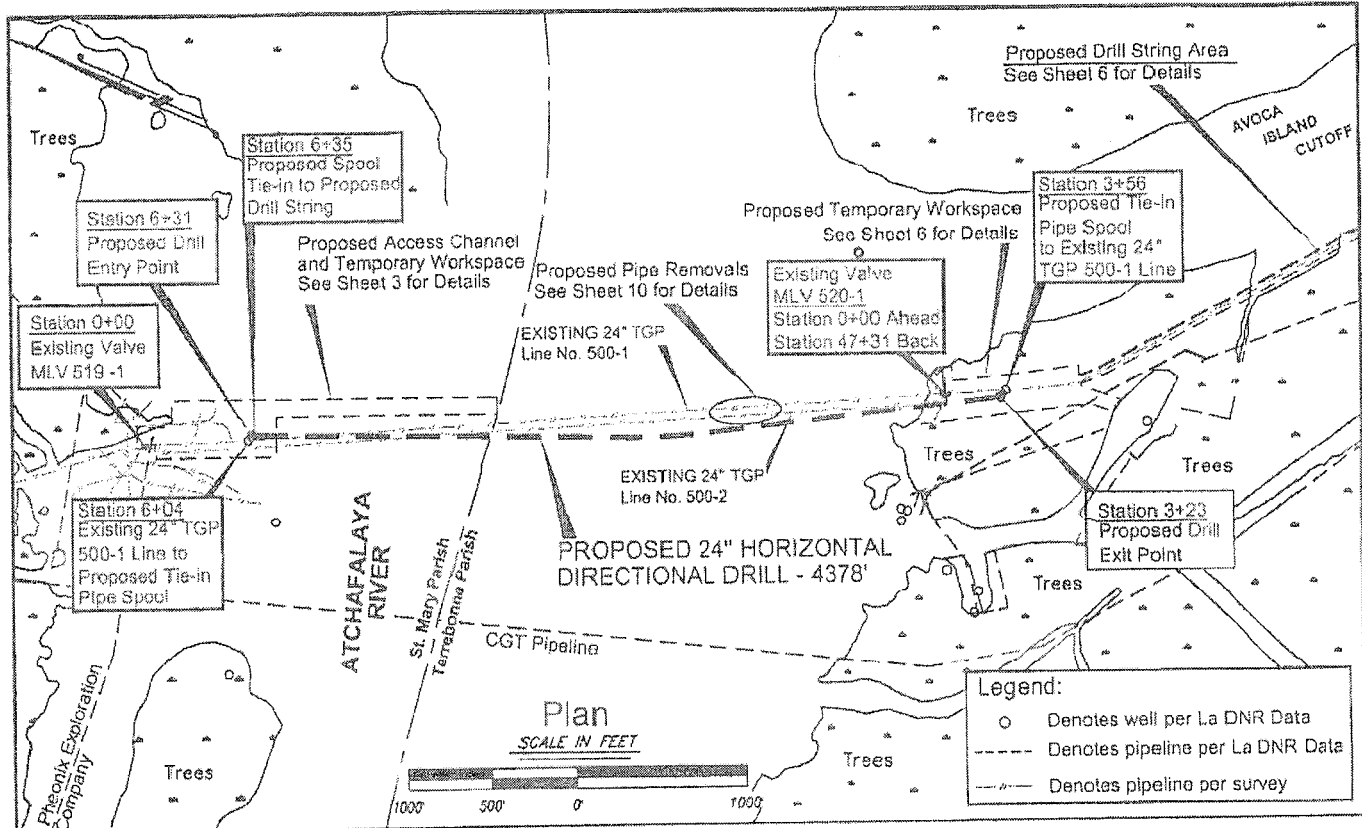 Proposed Drill String Area
See Sheet 6 for Details
AVOCA
ISLAND
CUTOFF
Trees
Trees
Station 6+35
Proposed Spool
Tie-in to Proposed
Drill String
Station 3+56
Proposed Tie-in
Pipe Spool
to Existing 24"
TGP 500-1 Line
Station 6+31
Proposed Drill
Entry Point
Proposed Temporary Workspace
See Sheet 6 for Details
Proposed Access Channel
and Temporary Workspace
See Sheet 3 for Details
Proposed Pipe Removals
See Sheet 10 for Details
Existing Valve
MLV 520-1
Station 0+00 Ahead
Station 47+31 Back
Station 0+00
Existing Valve
MLV 519-1
EXISTING 24" TGP
Line No. 500-1
Trees
Trees
EXISTING 24" TGP
Line No. 500-2
Station 6+04
Existing 24" TGP
500-1 Line to
Proposed Tie-in
Pipe Spool
Station 3+23
Proposed Drill
Exit Point
PROPOSED 24" HORIZONTAL
DIRECTIONAL DRILL - 4378'
Trees
ATCHAFALAYA
RIVER
St. Mary Parish
Terrebonne Parish
CGT Pipeline
Pheonix Exploration
Company
Trees
Trees
Plan
SCALE IN FEET
1000' 500' 0' 1000'
Legend:
Denotes well per La DNR Data
Denotes pipeline per La DNR Data
Denotes pipeline per survey